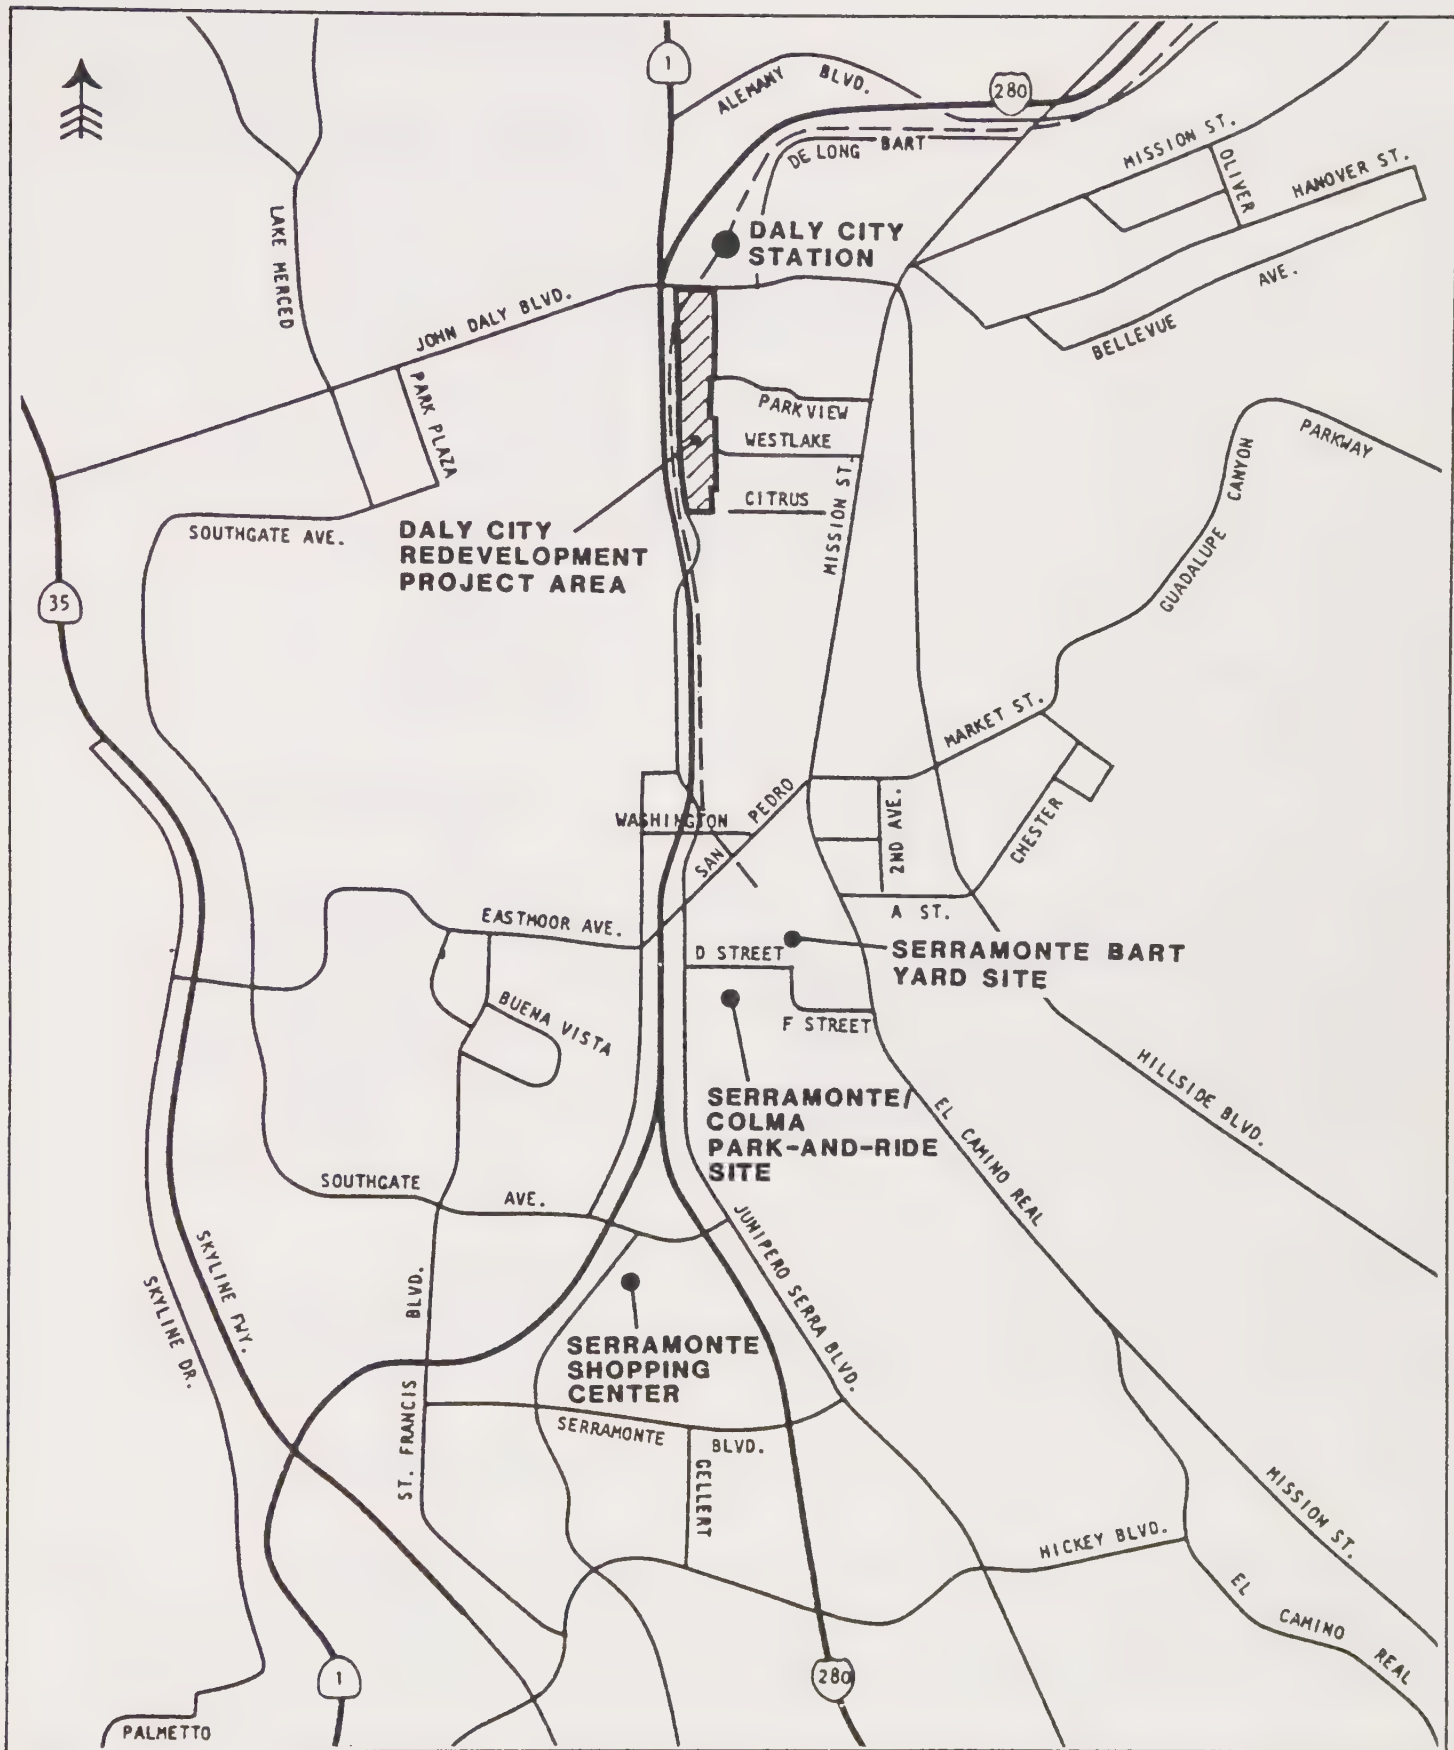 1
ALEMANY BLVD.
280
DE LONG BART
MISSION ST.
OLIVER
HANOVER ST.
LAKE MERCED
DALY CITY
STATION
AVE.
BELLEVUE
JOHN DALY BLVD.
PARK PLAZA
PARKVIEW
WESTLAKE
CITRUS
MISSION ST.
GUADALUPE CANYON PARKWAY
SOUTHGATE AVE.
DALY CITY
REDEVELOPMENT
PROJECT AREA
35
MARKET ST.
WASHINGTON
SAN PEDRO
2ND AVE.
CHESTER
A ST.
EASTMOOR AVE.
D STREET
SERRAMONTE BART
YARD SITE
BUENA VISTA
F STREET
HILLSIDE BLVD.
SERRAMONTE/
COLMA
PARK-AND-RIDE
SITE
EL CAMINO REAL
SOUTHGATE AVE.
SKYLINE FWY.
SKYLINE DR.
JUNIPERO SERRA BLVD.
SERRAMONTE
SHOPPING
CENTER
ST. FRANCIS BLVD.
SERRAMONTE BLVD.
GELLERT
MISSION ST.
HICKEY BLVD.
EL CAMINO REAL
1
280
PALMETTO